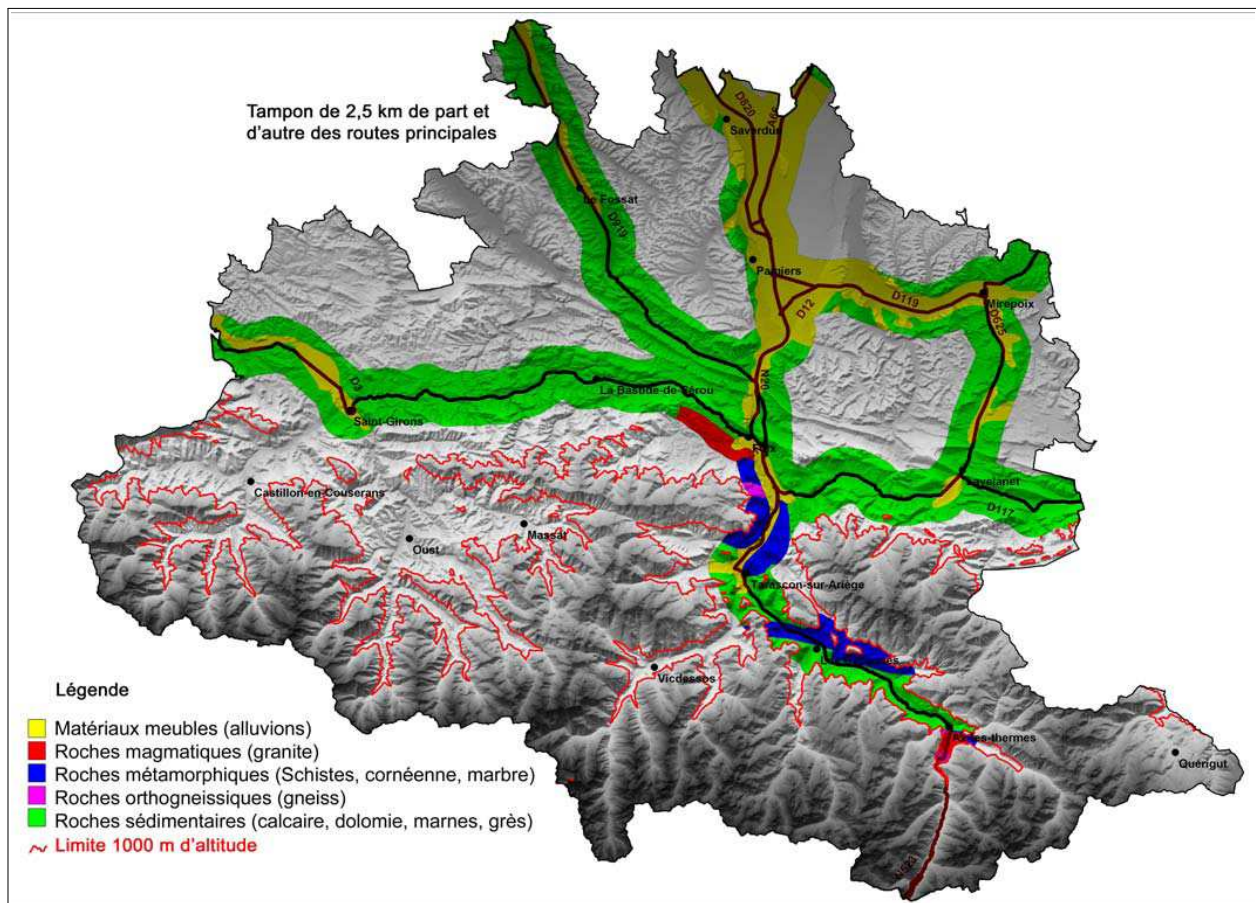 Tampon de 2,5 km de part et
d'autre des routes principales
D820
A66
Saverdun
Le Fossat
D919
Pamiers
D119
Mirepoix
D12
D625
N20
D3
La Bastide-de-Sérou
Saint-Girons
Foix
Lavelanet
D117
Castillon-en-Couserans
Massat
Oust
Tarascon-sur-Ariège
Vicdessos
Quérigut
Légende
Matériaux meubles (alluvions)
Roches magmatiques (granite)
Roches métamorphiques (Schistes, cornéenne, marbre)
Roches orthogneissiques (gneiss)
Roches sédimentaires (calcaire, dolomie, marnes, grès)
Limite 1000 m d'altitude